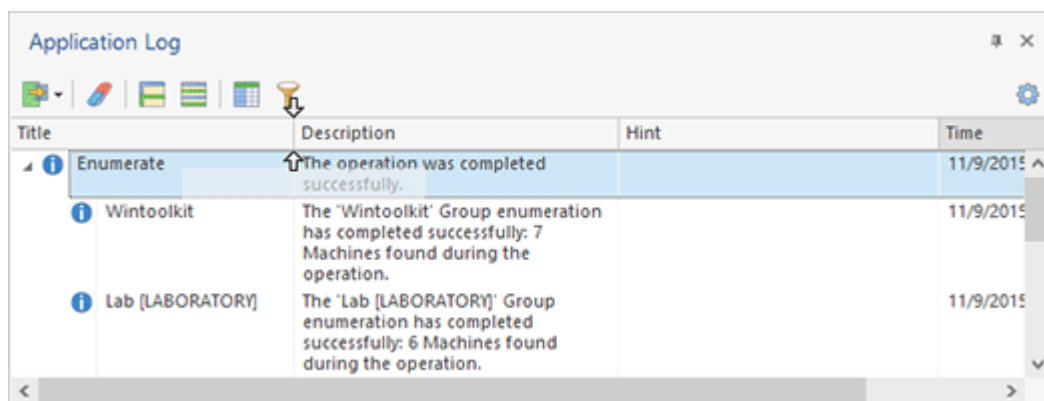 Application Log
Title Description Hint Time
Enumerate The operation was completed 11/9/2015
successfully.
Wintoolkit The 'Wintoolkit' Group enumeration 11/9/2015
has completed successfully: 7
Machines found during the
operation.
Lab [LABORATORY] The 'Lab [LABORATORY]' Group 11/9/2015
enumeration has completed
successfully: 6 Machines found
during the operation.